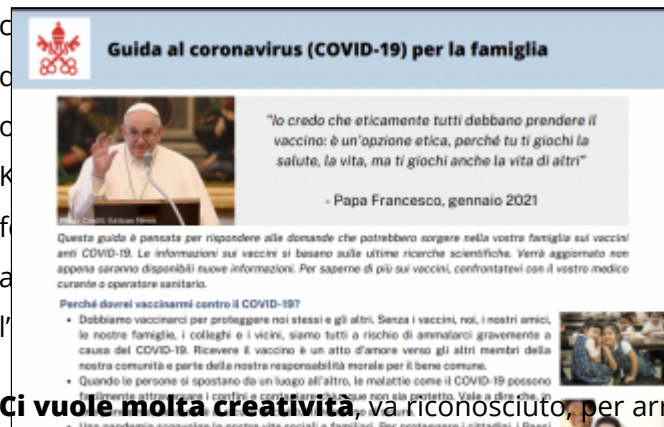 Guida al coronavirus (COVID-19) per la famiglia
"Io credo che eticamente tutti debbano prendere il
vaccino: è un'opzione etica, perché tu ti giochi la
salute, la vita, ma ti giochi anche la vita di altri"
- Papa Francesco, gennaio 2021
Questa guida è pensata per rispondere alle domande che potrebbero sorgere nella vostra famiglia sui vaccini
anti COVID-19. Le informazioni sui vaccini si basano sulle ultime ricerche scientifiche. Verrà aggiornato non
appena saranno disponibili nuove informazioni. Per saperne di più sui vaccini, confrontatevi con il vostro medico
curante o operatore sanitario.
Perché dovrei vaccinarmi contro il COVID-19?
• Dobbiamo vaccinarci per proteggere noi stessi e gli altri. Senza i vaccini, noi, i nostri amici,
le nostre famiglie, i colleghi e i vicini, siamo tutti a rischio di ammalarci gravemente a
causa del COVID-19. Ricevere il vaccino è un atto d'amore verso gli altri membri della
nostra comunità e parte della nostra responsabilità morale per il bene comune.
• Quando le persone si spostano da un luogo all'altro, le malattie come il COVID-19 possono
Ci vuole molta creatività, va riconosciuto, per arr